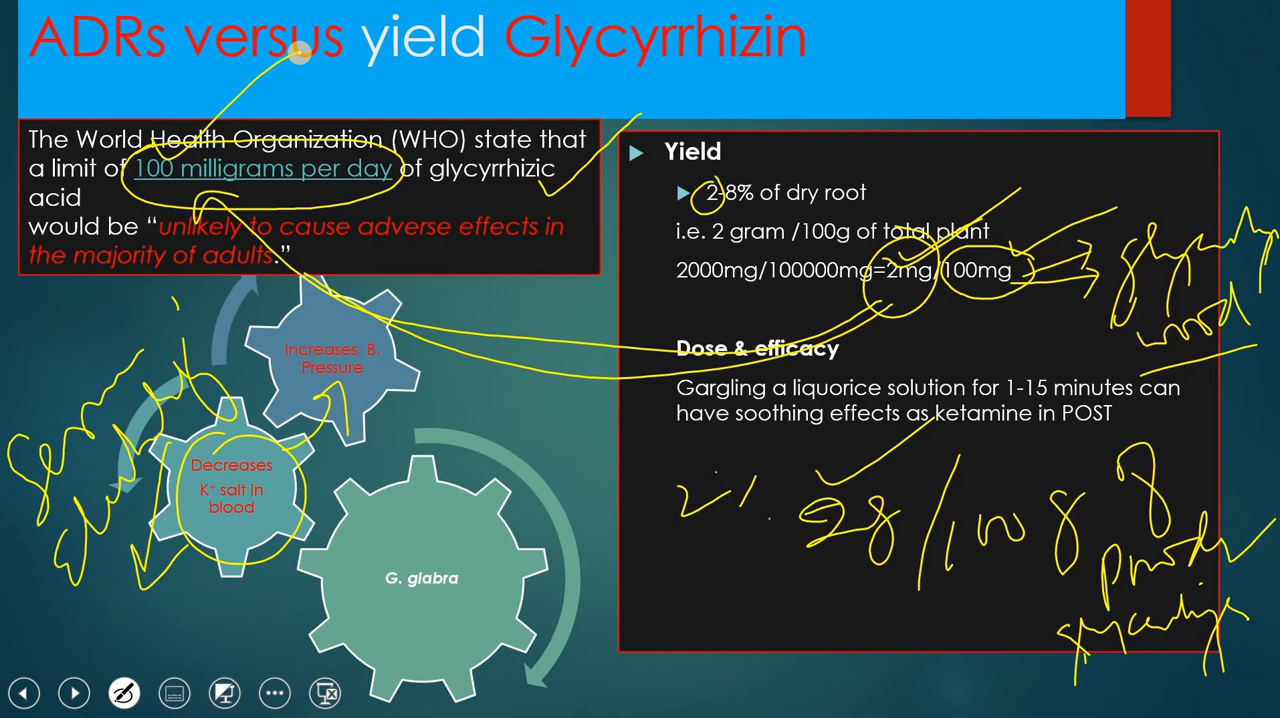 ADRs versus yield Glycyrrhizin
The World Health Organization (WHO) state that
a limit of 100 milligrams per day of glycyrrhizic
acid
would be “unlikely to cause adverse effects in
the majority of adults.”
Increases B.
Pressure
Decreases
K+ salt in
blood
G. glabra
Yield
2-8% of dry root
i.e. 2 gram /100g of total plant
2000mg/100000mg=2mg/100mg
Dose & efficacy
Gargling a liquorice solution for 1-15 minutes can
have soothing effects as ketamine in POST
2%. 2g/100g